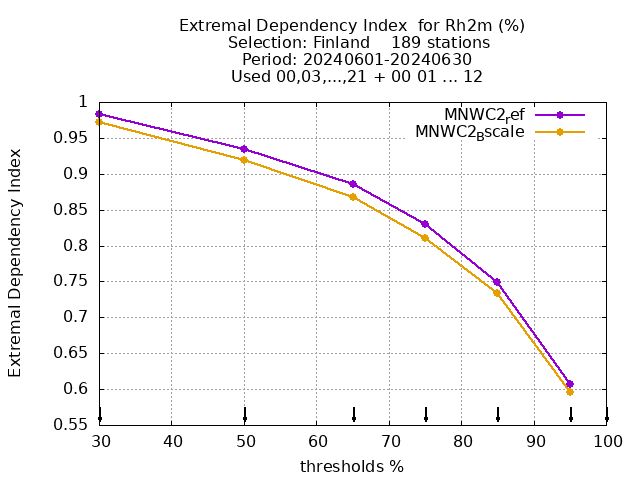 Extremal Dependency Index  for Rh2m (%)
Selection: Finland    189 stations
Period: 20240601-20240630
Used 00,03,...,21 + 00 01 ... 12
MNWC2ref
MNWC2Bscale
1
0.95
0.9
0.85
0.8
0.75
0.7
0.65
0.6
0.55
Extremal Dependency Index
30 40 50 60 70 80 90 100
thresholds %